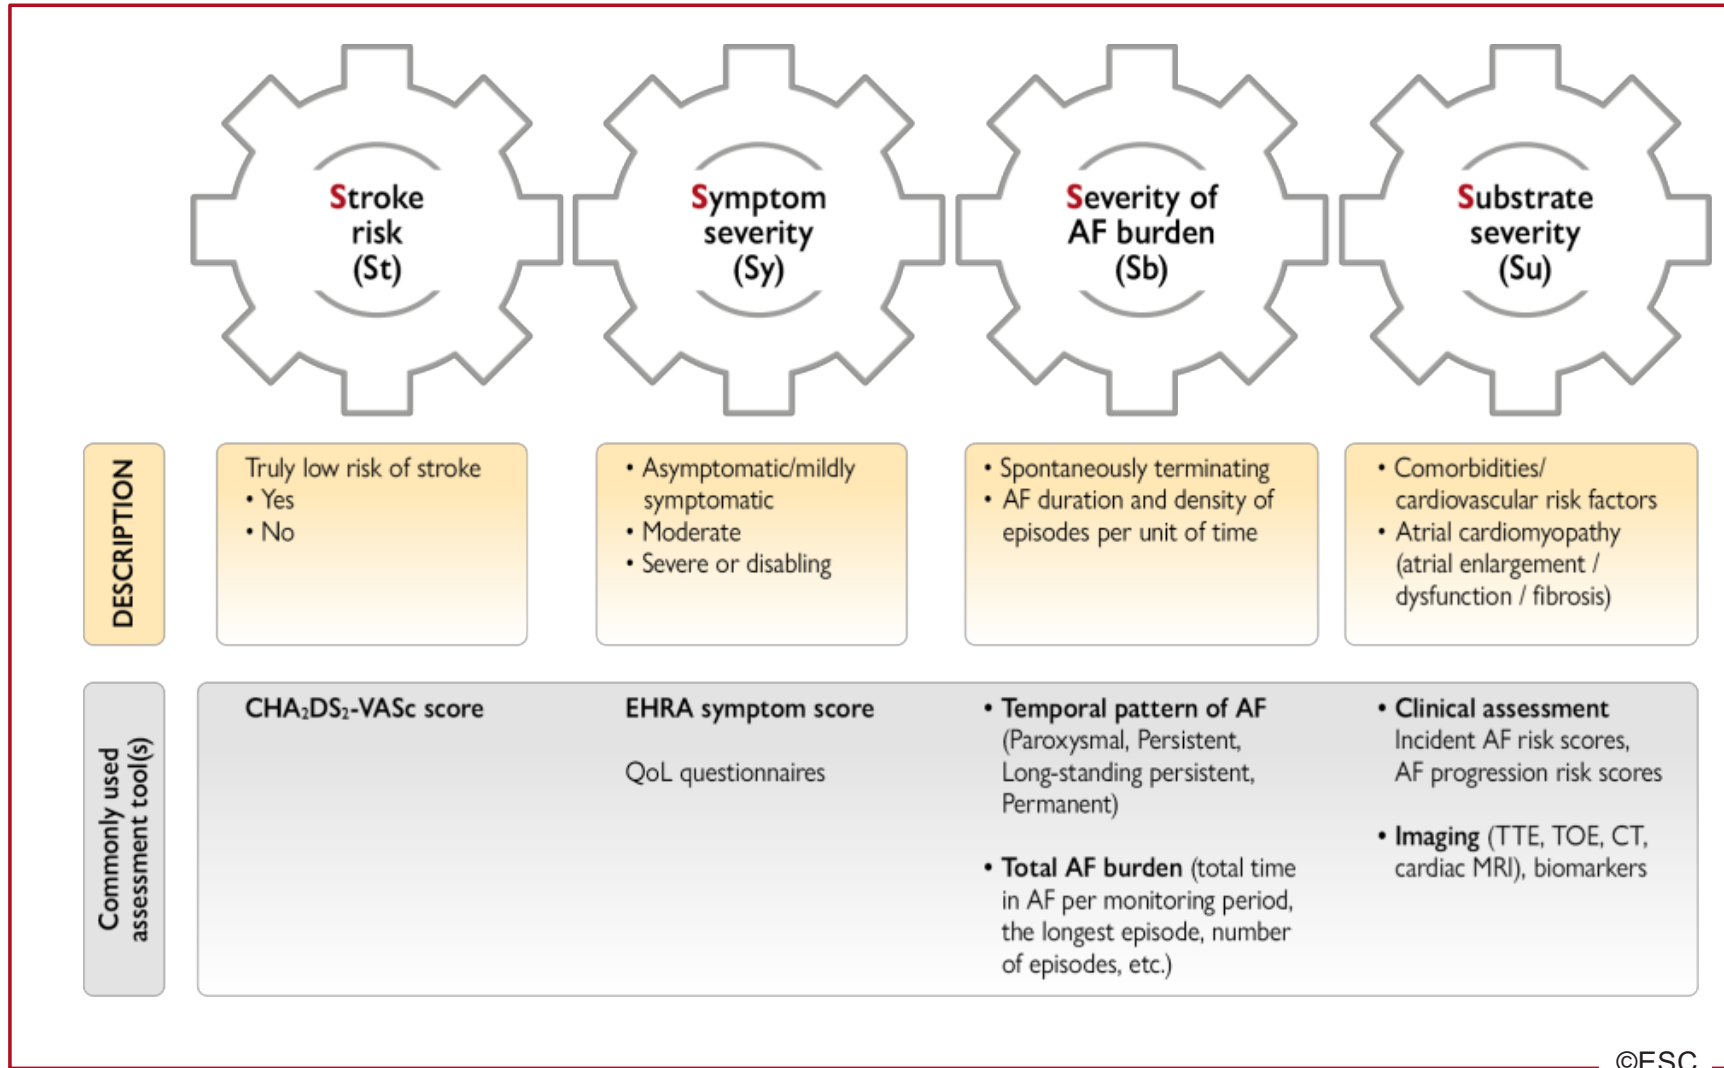 Stroke
risk
(St)
Symptom
severity
(Sy)
Severity of
AF burden
(Sb)
Substrate
severity
(Su)
DESCRIPTION
Truly low risk of stroke
• Yes
• No
• Asymptomatic/mildly
symptomatic
• Moderate
• Severe or disabling
• Spontaneously terminating
• AF duration and density of
episodes per unit of time
• Comorbidities/
cardiovascular risk factors
• Atrial cardiomyopathy
(atrial enlargement /
dysfunction / fibrosis)
Commonly used
assessment tool(s)
CHA₂DS₂-VASc score
EHRA symptom score
QoL questionnaires
• Temporal pattern of AF
(Paroxysmal, Persistent,
Long-standing persistent,
Permanent)
• Total AF burden (total time
in AF per monitoring period,
the longest episode, number
of episodes, etc.)
• Clinical assessment
Incident AF risk scores,
AF progression risk scores
• Imaging (TTE, TOE, CT,
cardiac MRI), biomarkers
©ESC